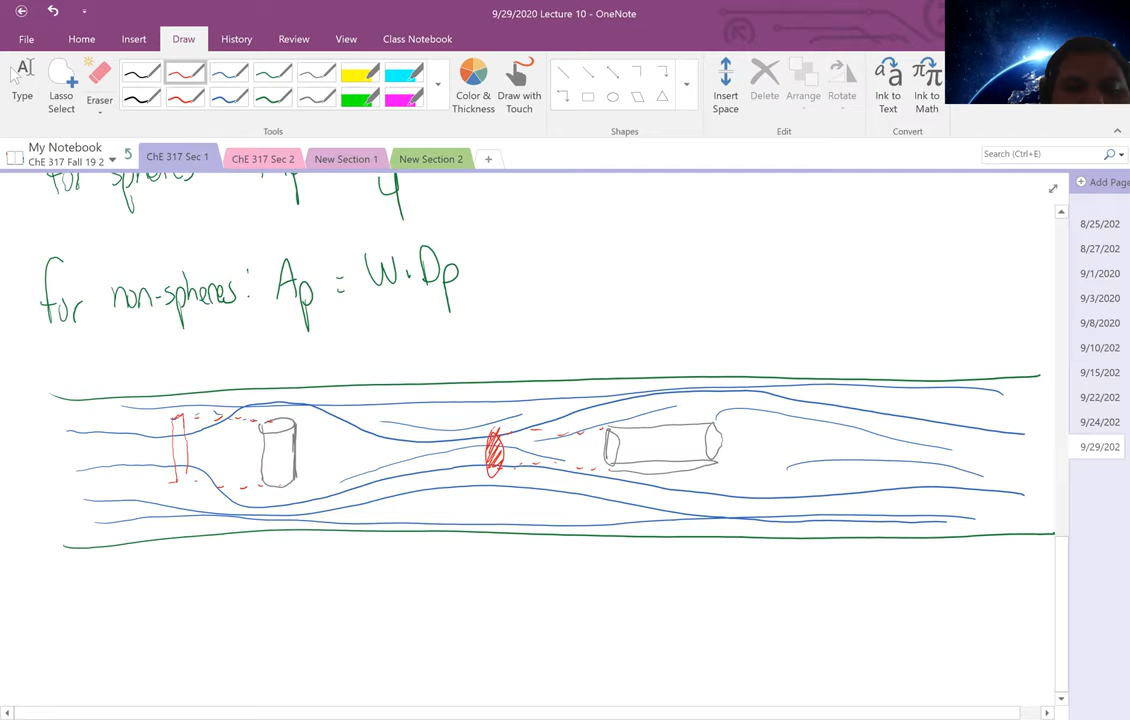 9/29/2020 Lecture 10 - OneNote
File Home Insert Draw History Review View Class Notebook
Type
Lasso Select
Eraser
Color & Thickness
Draw with Touch
Insert Space
Delete
Arrange
Rotate
Ink to Text
Ink to Math
Tools Shapes Edit Convert
My Notebook
ChE 317 Fall 19 2
ChE 317 Sec 1 ChE 317 Sec 2 New Section 1 New Section 2 +
Search (Ctrl+E)
Add Page
8/25/202
8/27/202
9/1/2020
9/3/2020
9/8/2020
9/10/202
9/15/202
9/22/202
9/24/202
9/29/202
for spheres
4
for non-spheres: Ap = W·Dp